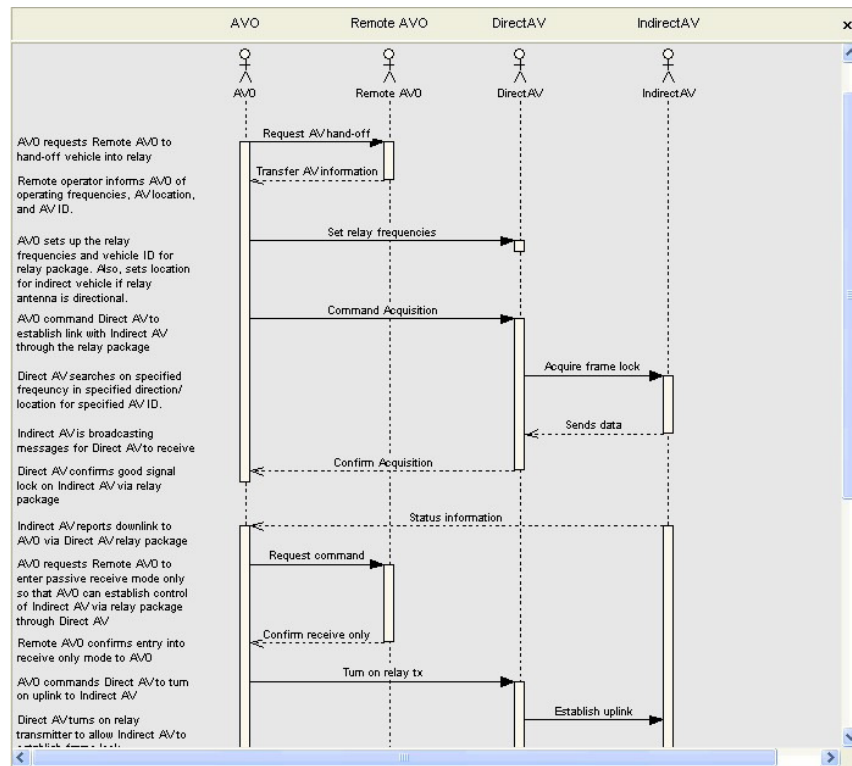 AVO Remote AVO DirectAV IndirectAV
x
AVO Remote AVO DirectAV IndirectAV
Request AV hand-off
AVO requests Remote AVO to
hand-off vehicle into relay
Transfer AV information
Remote operator informs AVO of
operating frequencies, AV location,
and AV ID.
Set relay frequencies
AVO sets up the relay
frequencies and vehicle ID for
relay package. Also, sets location
for indirect vehicle if relay
antenna is directional.
Command Acquisition
AVO command Direct AV to
establish link with Indirect AV
through the relay package
Acquire frame lock
Direct AV searches on specified
freqeuncy in specified direction/
location for specified AV ID.
Sends data
Indirect AV is broadcasting
messages for Direct AV to receive
Confirm Acquisition
Direct AV confirms good signal
lock on Indirect AV via relay
package
Status information
Indirect AV reports downlink to
AVO via Direct AV relay package
Request command
AVO requests Remote AVO to
enter passive receive mode only
so that AVO can establish control
of Indirect AV via relay package
through Direct AV
Confirm receive only
Remote AVO confirms entry into
receive only mode to AVO
Turn on relay tx
AVO commands Direct AV to turn
on uplink to Indirect AV
Establish uplink
Direct AV turns on relay
transmitter to allow Indirect AV to
establish frame lock